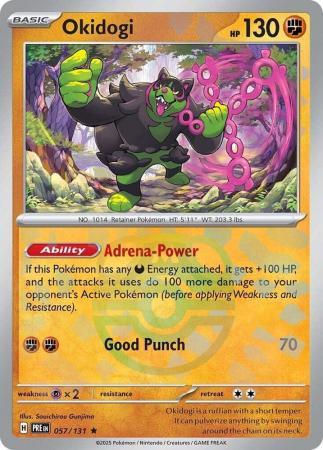 BASIC
Okidogi
HP 130
NO. 1014 Retainer Pokémon HT: 5'11" WT: 203.3 lbs
Ability Adrena-Power
If this Pokémon has any Energy attached, it gets +100 HP,
and the attacks it uses do 100 more damage to your
opponent's Active Pokémon (before applying Weakness and
Resistance).
Good Punch 70
weakness ×2 resistance retreat
Illus. Souichirou Gunjima
H PRE EN 057/131 ★
Okidogi is a ruffian with a short temper.
It can pulverize anything by swinging
around the chain on its neck.
©2025 Pokémon / Nintendo / Creatures / GAME FREAK